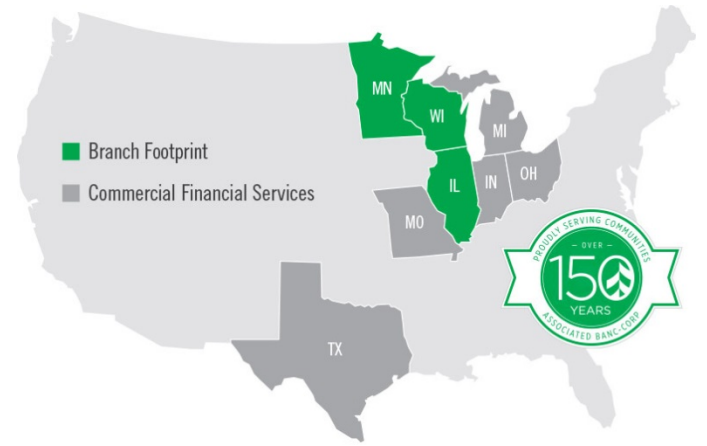 MN
WI
MI
Branch Footprint
Commercial Financial Services
IL
IN
OH
MO
TX
PROUDLY SERVING COMMUNITIES
– OVER –
150
YEARS
ASSOCIATED BANC-CORP